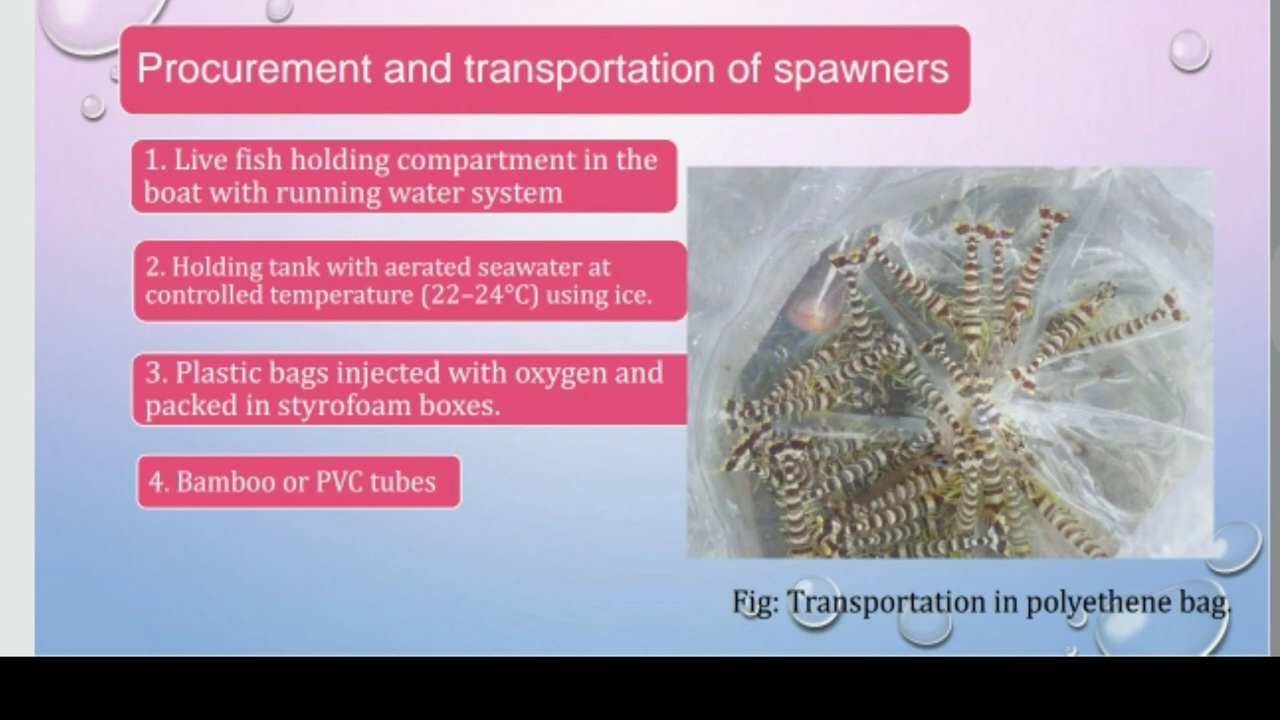 Procurement and transportation of spawners
1. Live fish holding compartment in the
boat with running water system
2. Holding tank with aerated seawater at
controlled temperature (22–24°C) using ice.
3. Plastic bags injected with oxygen and
packed in styrofoam boxes.
4. Bamboo or PVC tubes
Fig: Transportation in polyethene bag.